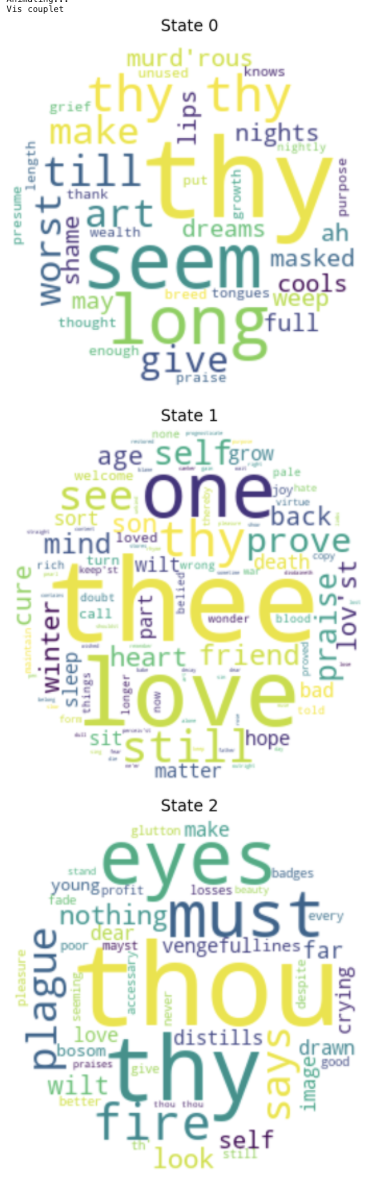 Animating...
Vis couplet
State 0
murd'rous
unused knows
thy thy
grief lips
make nights
nightly
length till put growth purpose
thy
presume thank
art dreams ah
worst shame wealth
seem masked
cools
may breed tongues weep
thought long full
enough give
praise
State 1
none
age self grow
welcome pale
see one joy hate
virtue
sort son thy back
mind loved prove
rich turn wilt wrong death copy
keep'st
cure doubt thee praise lov'st
call part belied wonder blood
winter heart friend proved
sleep love bad
things longer now told
form sit still hope
matter
State 2
glutton make
eyes
stand badges
young profit losses beauty
fade nothing must every
dear
poor mayst vengeful lines far
pleasure plague seeming accessary thou despite crying
never
love distills drawn
bosom thy says image
praises give good
wilt
better thou thou
fire self
th' look still